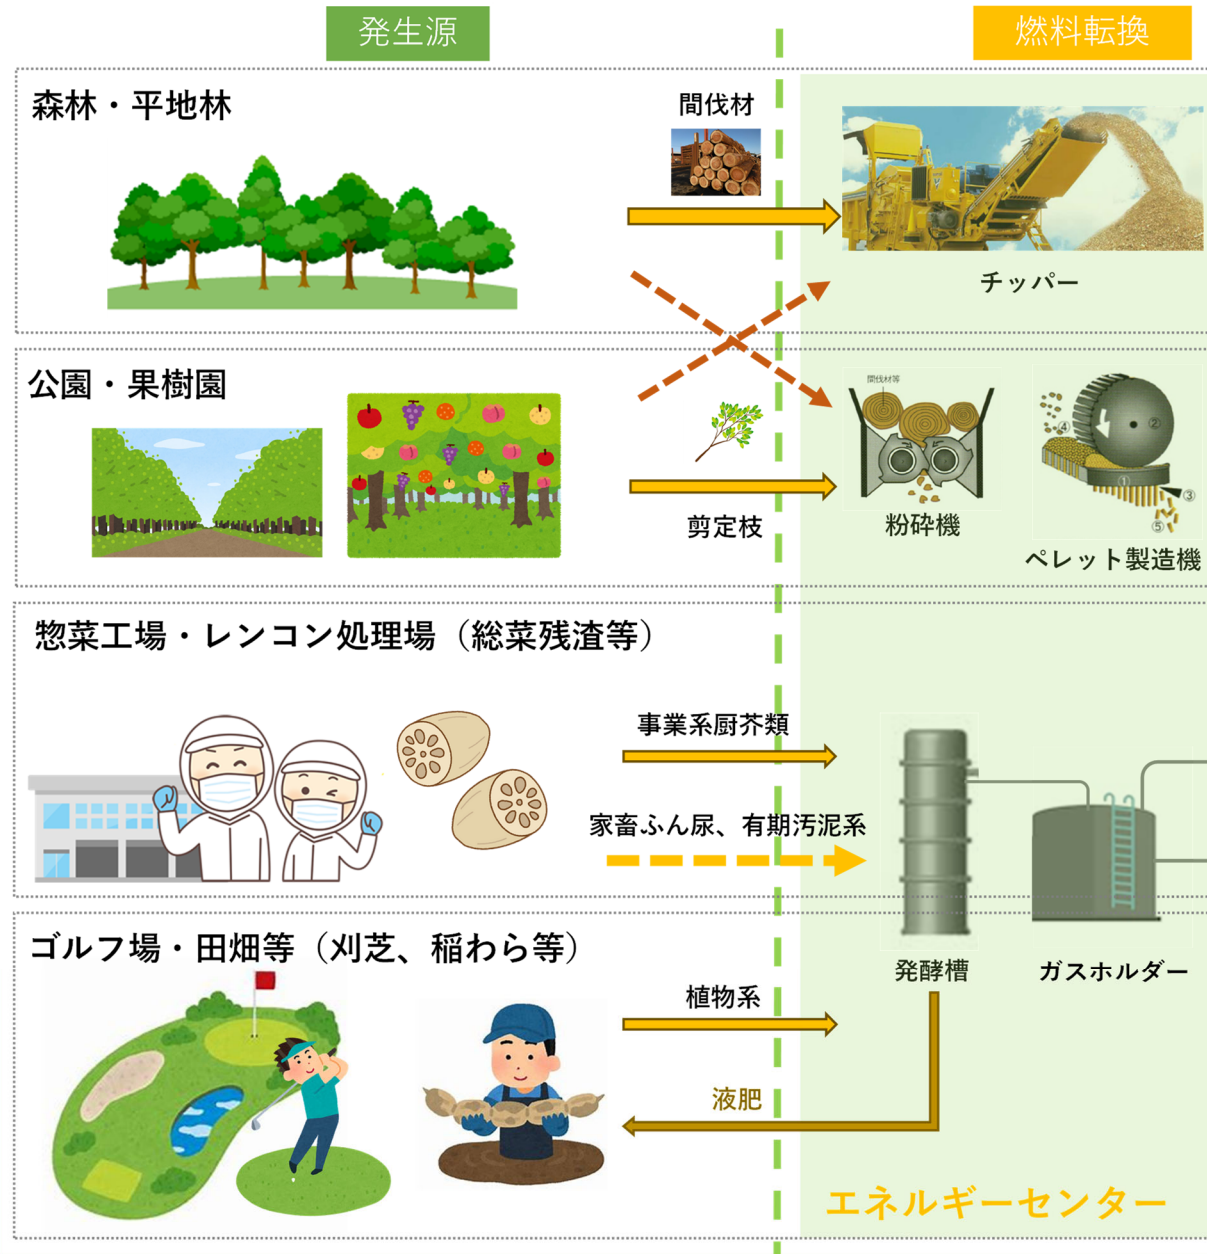 発生源
燃料転換
森林・平地林
間伐材
チッパー
公園・果樹園
剪定枝
間伐材等
粉砕機
④
②
①
③
⑤
ペレット製造機
惣菜工場・レンコン処理場（総菜残渣等）
事業系厨芥類
家畜ふん尿、有期汚泥系
発酵槽
ガスホルダー
ゴルフ場・田畑等（刈芝、稲わら等）
植物系
液肥
エネルギーセンター